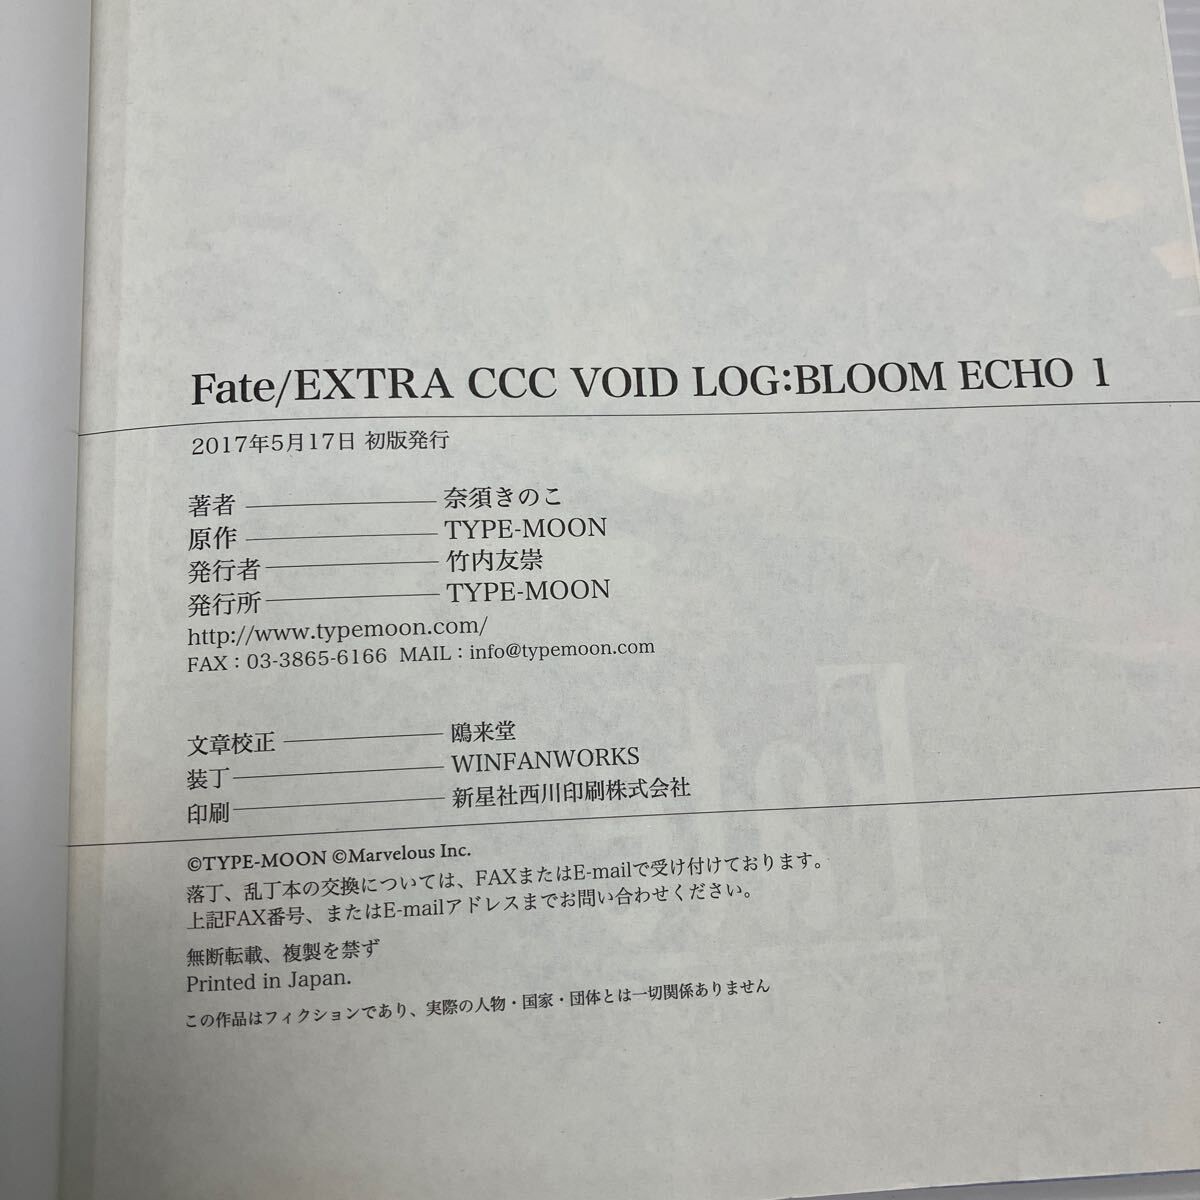 Fate/EXTRA CCC VOID LOG:BLOOM ECHO 1
2017年5月17日 初版発行
著者 奈須きのこ
原作 TYPE-MOON
発行者 竹内友崇
発行所 TYPE-MOON
http://www.typemoon.com/
FAX：03-3865-6166 MAIL：info@typemoon.com
文章校正 鴎来堂
装丁 WINFANWORKS
印刷 新星社西川印刷株式会社
©TYPE-MOON ©Marvelous Inc.
落丁、乱丁本の交換については、FAXまたはE-mailで受け付けております。
上記FAX番号、またはE-mailアドレスまでお問い合わせください。
無断転載、複製を禁ず
Printed in Japan.
この作品はフィクションであり、実際の人物・国家・団体とは一切関係ありません